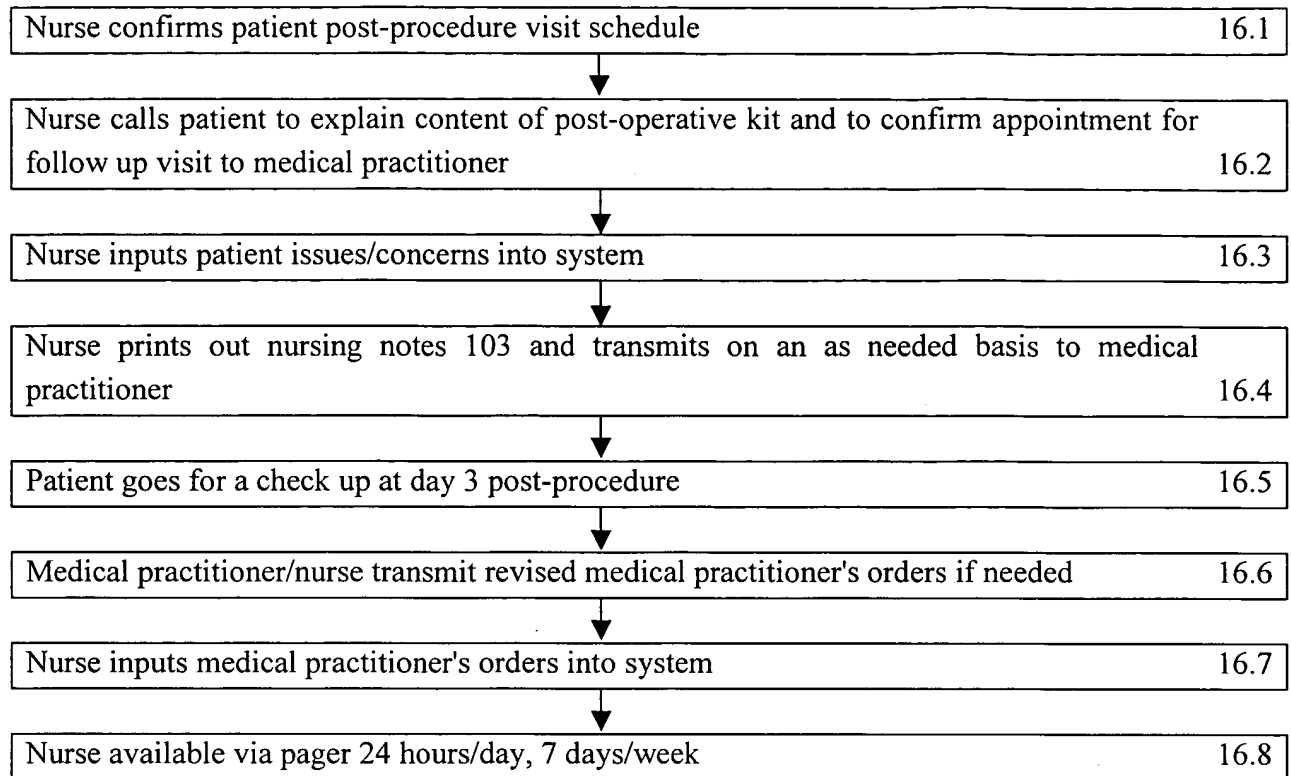 Nurse confirms patient post-procedure visit schedule 16.1
Nurse calls patient to explain content of post-operative kit and to confirm appointment for
follow up visit to medical practitioner 16.2
Nurse inputs patient issues/concerns into system 16.3
Nurse prints out nursing notes 103 and transmits on an as needed basis to medical
practitioner 16.4
Patient goes for a check up at day 3 post-procedure 16.5
Medical practitioner/nurse transmit revised medical practitioner's orders if needed 16.6
Nurse inputs medical practitioner's orders into system 16.7
Nurse available via pager 24 hours/day, 7 days/week 16.8